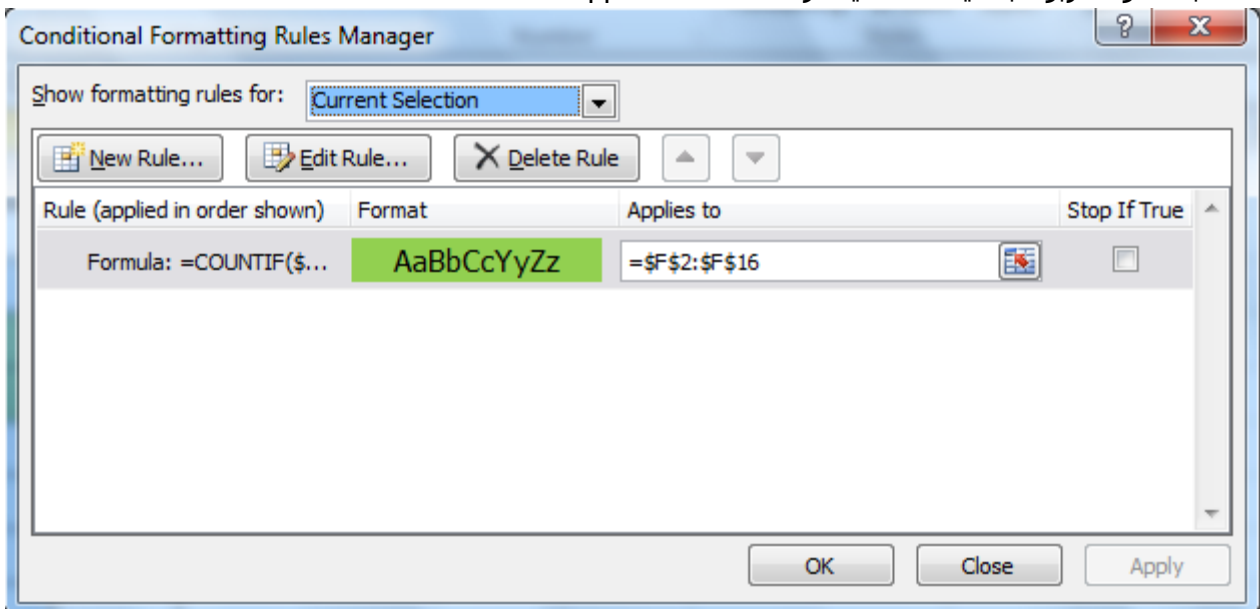 Conditional Formatting Rules Manager
Show formatting rules for: Current Selection
New Rule... Edit Rule... Delete Rule
Rule (applied in order shown) Format Applies to Stop If True
Formula: =COUNTIF($... AaBbCcYyZz =$F$2:$F$16
OK Close Apply